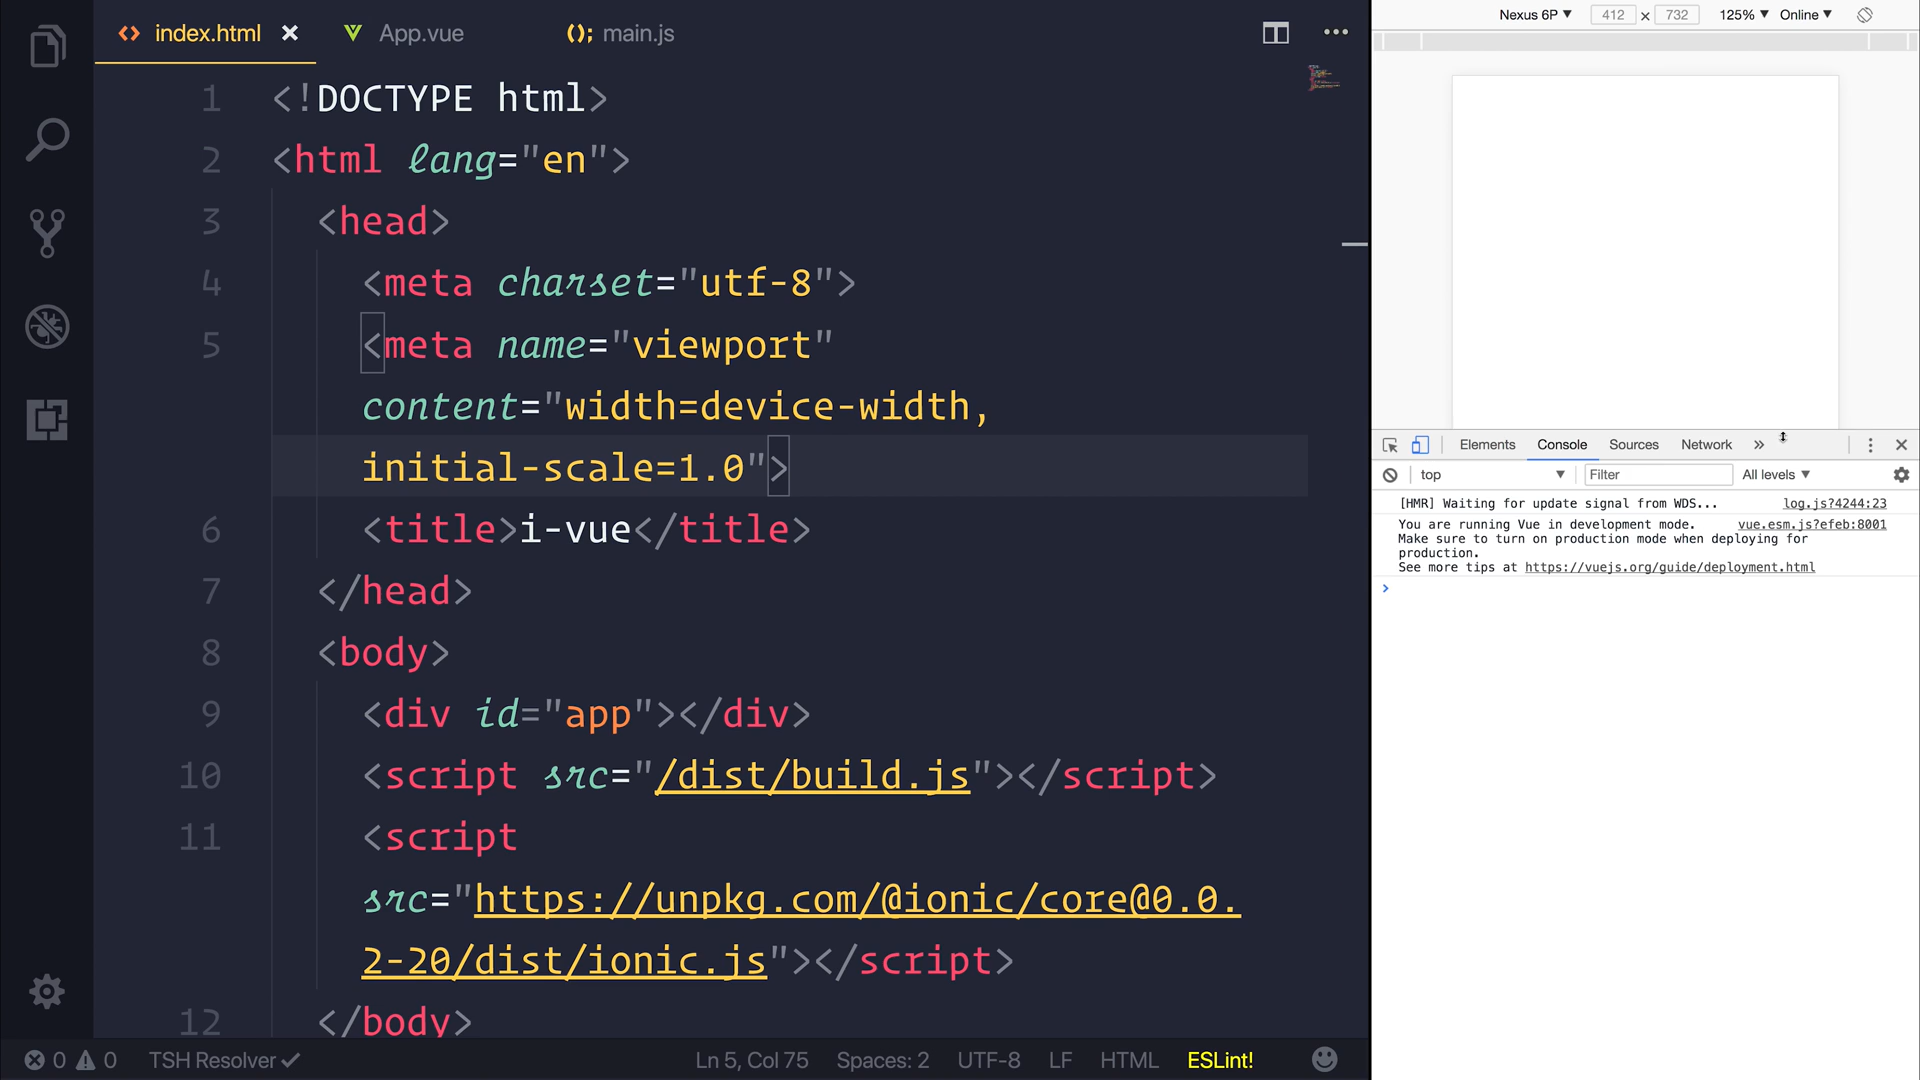 index.html
App.vue
main.js
1 <!DOCTYPE html>
2 <html lang="en">
3 <head>
4 <meta charset="utf-8">
5 <meta name="viewport"
content="width=device-width,
initial-scale=1.0">
6 <title>i-vue</title>
7 </head>
8 <body>
9 <div id="app"></div>
10 <script src="/dist/build.js"></script>
11 <script
src="https://unpkg.com/@ionic/core@0.0.
2-20/dist/ionic.js"></script>
12 </body>
0 0 TSH Resolver Ln 5, Col 75 Spaces: 2 UTF-8 LF HTML ESLint!
Nexus 6P 412 x 732 125% Online
Elements Console Sources Network »
top Filter All levels
[HMR] Waiting for update signal from WDS... log.js?4244:23
You are running Vue in development mode. vue.esm.js?efeb:8001
Make sure to turn on production mode when deploying for
production.
See more tips at https://vuejs.org/guide/deployment.html